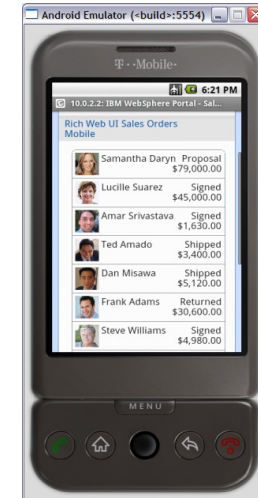 Android Emulator (<build>:5554)
T··Mobile·
6:21 PM
10.0.2.2: IBM WebSphere Portal - Sal...
Rich Web UI Sales Orders
Mobile
Samantha Daryn Proposal
$79,000.00
Lucille Suarez Signed
$45,000.00
Amar Srivastava Signed
$1,630.00
Ted Amado Shipped
$3,400.00
Dan Misawa Shipped
$5,120.00
Frank Adams Returned
$30,600.00
Steve Williams Signed
$4,980.00
MENU